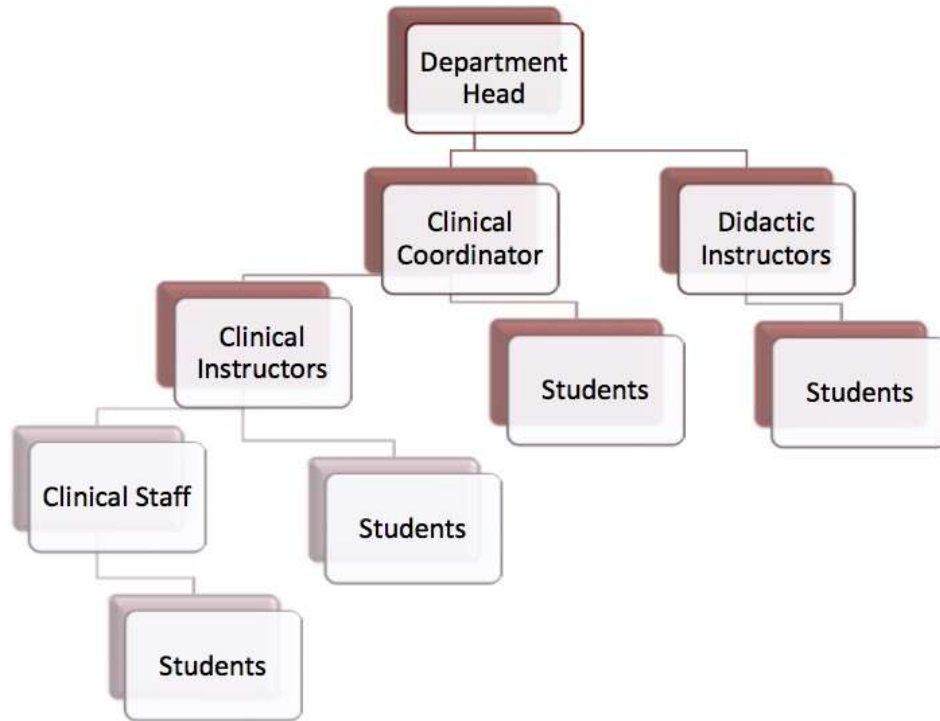 Department
Head
Clinical
Coordinator
Didactic
Instructors
Clinical
Instructors
Students
Students
Clinical Staff
Students
Students